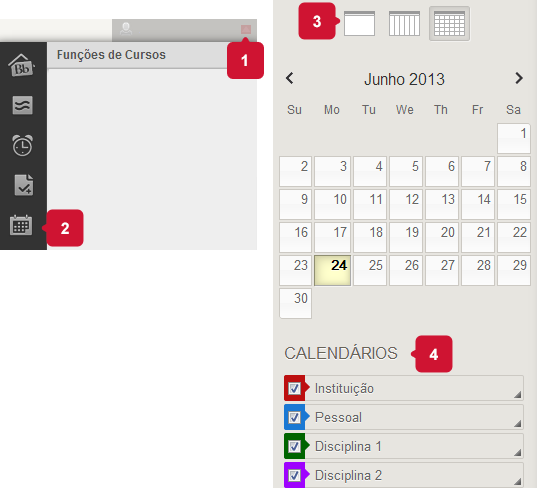 1
Funções de Cursos
Bb
2
3
Junho 2013
Su Mo Tu We Th Fr Sa
1
2 3 4 5 6 7 8
9 10 11 12 13 14 15
16 17 18 19 20 21 22
23 24 25 26 27 28 29
30
CALENDÁRIOS 4
Instituição
Pessoal
Disciplina 1
Disciplina 2